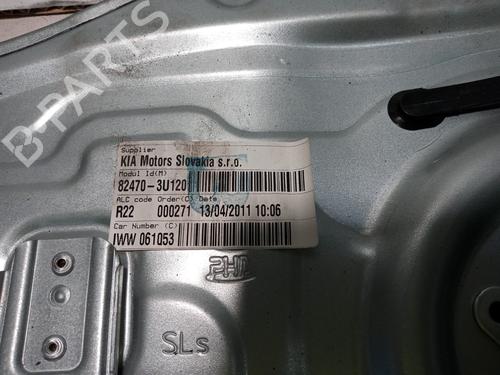 Supplier
KIA Motors Slovakia s.r.o.
Modul Id(M)
82470-3U120
ALC code Order(C) Date
R22 000271 13/04/2011 10:06
Car Number (C)
IWW 061053
PHA
SLs
B-PARTS